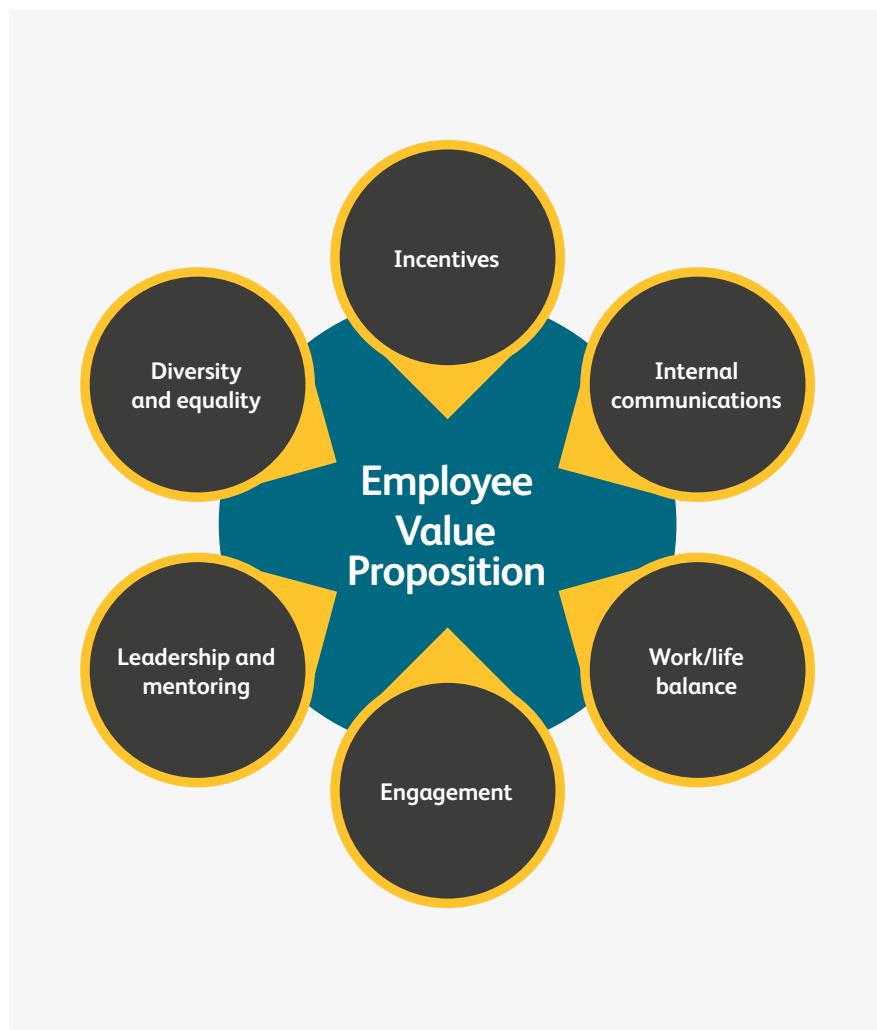 Incentives
Diversity
and equality
Internal
communications
Employee
Value
Proposition
Leadership and
mentoring
Work/life
balance
Engagement